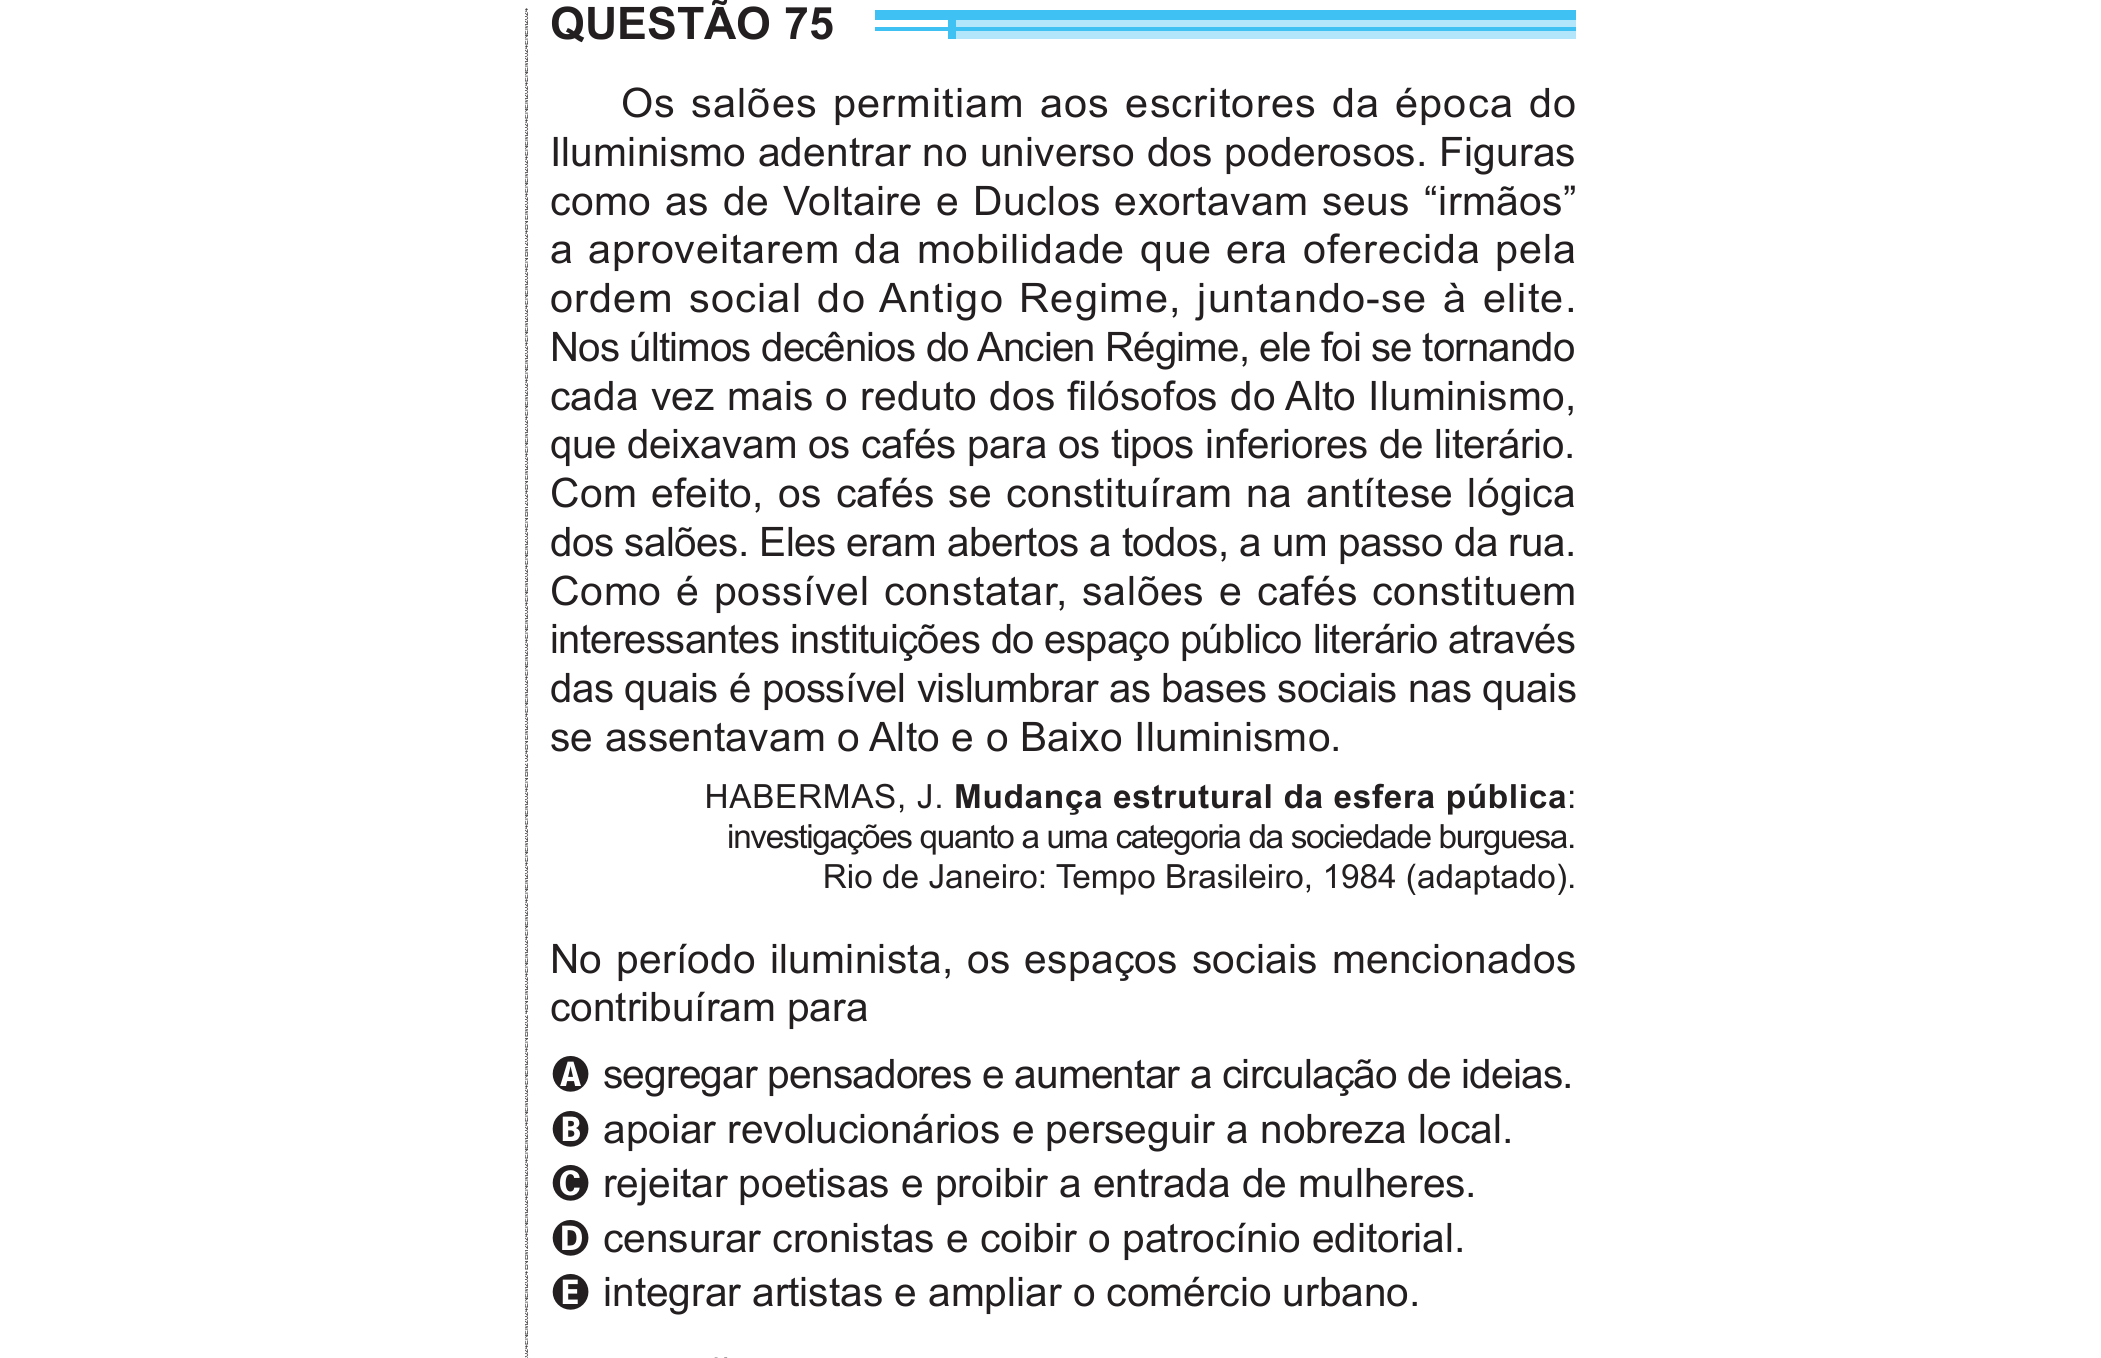 QUESTÃO 75
Os salões permitiam aos escritores da época do
Iluminismo adentrar no universo dos poderosos. Figuras
como as de Voltaire e Duclos exortavam seus “irmãos”
a aproveitarem da mobilidade que era oferecida pela
ordem social do Antigo Regime, juntando-se à elite.
Nos últimos decênios do Ancien Régime, ele foi se tornando
cada vez mais o reduto dos filósofos do Alto Iluminismo,
que deixavam os cafés para os tipos inferiores de literário.
Com efeito, os cafés se constituíram na antítese lógica
dos salões. Eles eram abertos a todos, a um passo da rua.
Como é possível constatar, salões e cafés constituem
interessantes instituições do espaço público literário através
das quais é possível vislumbrar as bases sociais nas quais
se assentavam o Alto e o Baixo Iluminismo.
HABERMAS, J. Mudança estrutural da esfera pública:
investigações quanto a uma categoria da sociedade burguesa.
Rio de Janeiro: Tempo Brasileiro, 1984 (adaptado).
No período iluminista, os espaços sociais mencionados
contribuíram para
A segregar pensadores e aumentar a circulação de ideias.
B apoiar revolucionários e perseguir a nobreza local.
C rejeitar poetisas e proibir a entrada de mulheres.
D censurar cronistas e coibir o patrocínio editorial.
E integrar artistas e ampliar o comércio urbano.